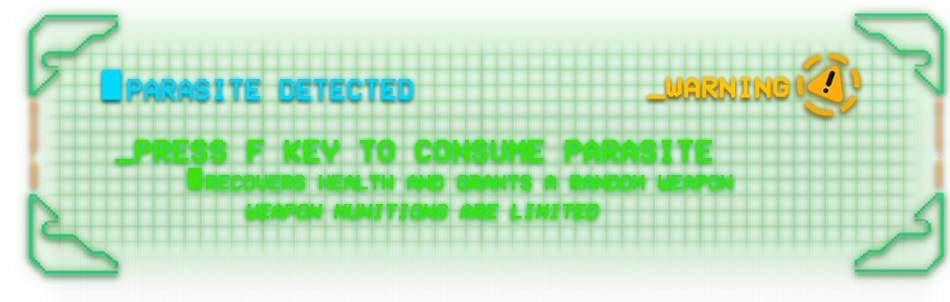 PARASITE DETECTED
_WARNING
_PRESS F KEY TO CONSUME PARASITE
RECOVERS HEALTH AND GRANTS A RANDOM WEAPON
WEAPON MUNITIONS ARE LIMITED